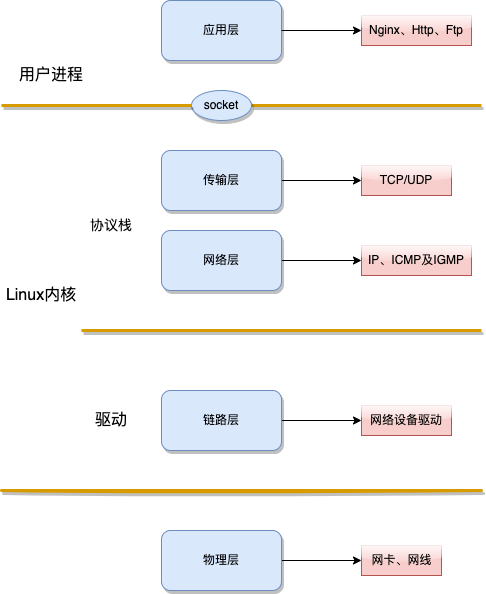 应用层
Nginx、Http、Ftp
用户进程
socket
传输层
TCP/UDP
协议栈
网络层
IP、ICMP及IGMP
Linux内核
驱动
链路层
网络设备驱动
物理层
网卡、网线